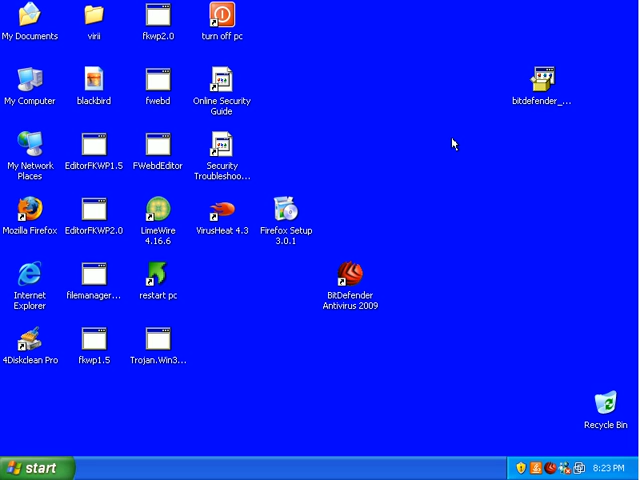 My Documents
virii
fkwp2.0
turn off pc
My Computer
blackbird
fwebd
Online Security
Guide
bitdefender_...
My Network
Places
EditorFKWP1.5
FWebdEditor
Security
Troubleshoo...
Mozilla Firefox
EditorFKWP2.0
LimeWire
4.16.6
VirusHeat 4.3
Firefox Setup
3.0.1
Internet
Explorer
filemanager...
restart pc
BitDefender
Antivirus 2009
4Diskclean Pro
fkwp1.5
Trojan.Win3...
Recycle Bin
start
8:23 PM